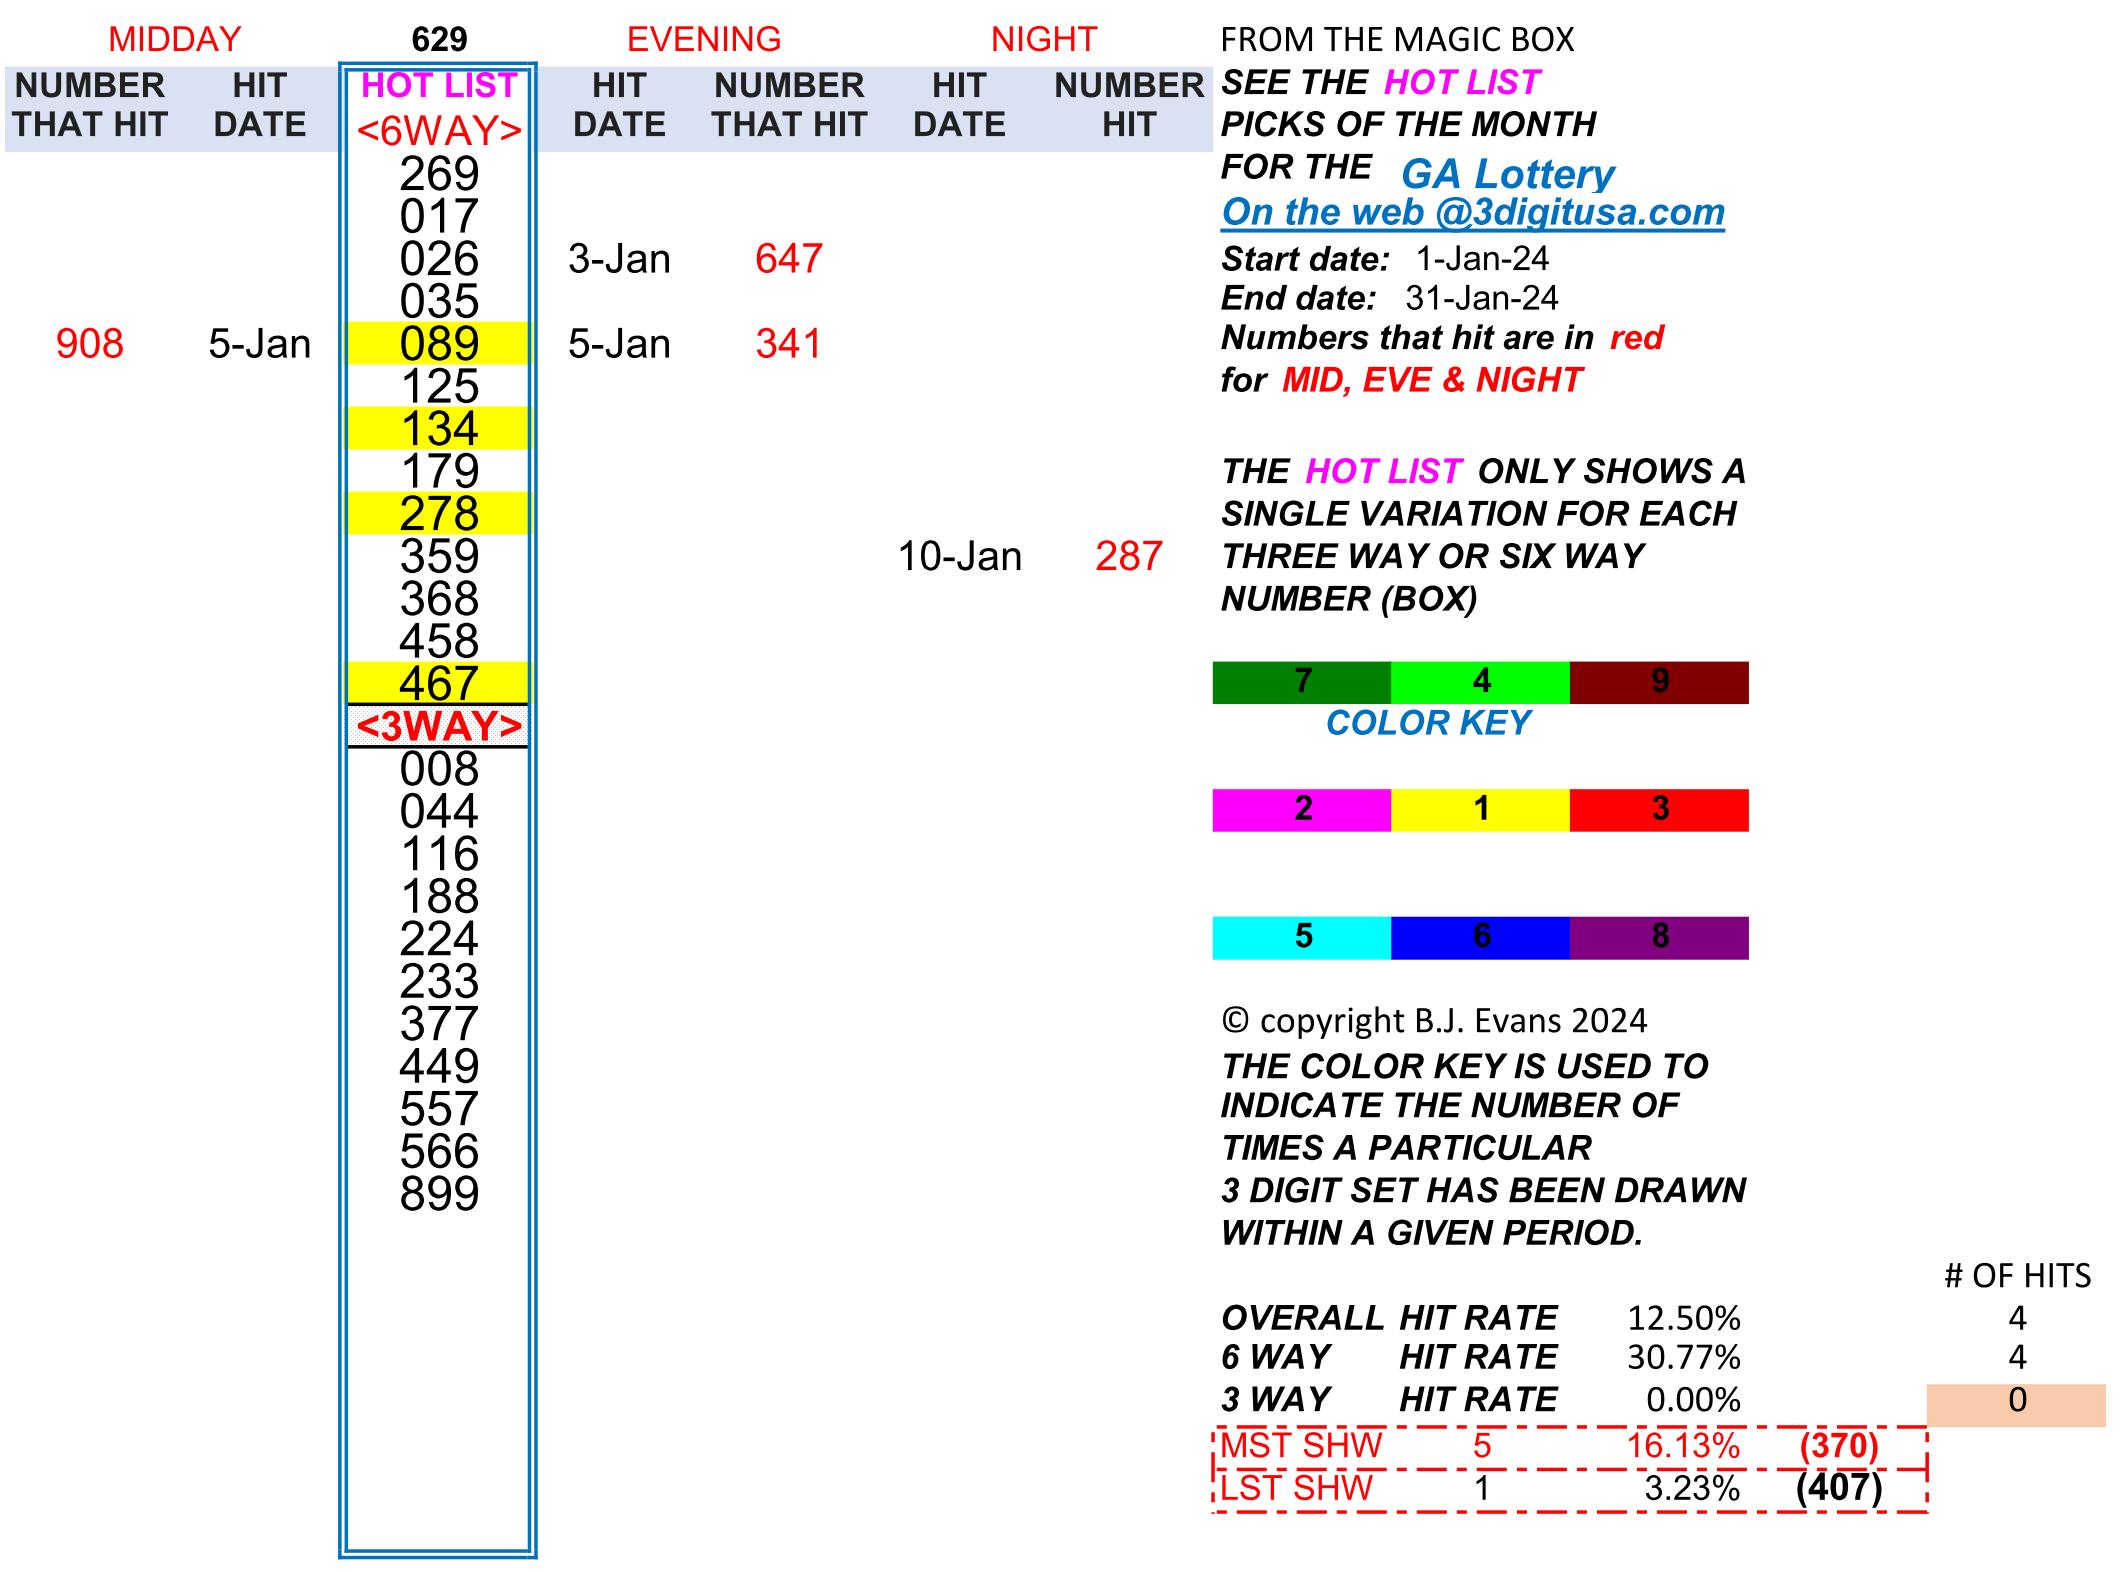 MIDDAY 629 EVENING NIGHT FROM THE MAGIC BOX
NUMBER HIT HOT LIST HIT NUMBER HIT NUMBER SEE THE HOT LIST
THAT HIT DATE <6WAY> DATE THAT HIT DATE HIT PICKS OF THE MONTH
269 FOR THE GA Lottery
017 On the web @3digitusa.com
026 3-Jan 647 Start date: 1-Jan-24
035 End date: 31-Jan-24
908 5-Jan 089 5-Jan 341 Numbers that hit are in red
125 for MID, EVE & NIGHT
134
179 THE HOT LIST ONLY SHOWS A
278 SINGLE VARIATION FOR EACH
359 10-Jan 287 THREE WAY OR SIX WAY
368 NUMBER (BOX)
458
467 7 4 9
<3WAY> COLOR KEY
008
044 2 1 3
116
188
224 5 6 8
233
377 © copyright B.J. Evans 2024
449 THE COLOR KEY IS USED TO
557 INDICATE THE NUMBER OF
566 TIMES A PARTICULAR
899 3 DIGIT SET HAS BEEN DRAWN
WITHIN A GIVEN PERIOD.
# OF HITS
OVERALL HIT RATE 12.50% 4
6 WAY HIT RATE 30.77% 4
3 WAY HIT RATE 0.00% 0
MST SHW 5 16.13% (370)
LST SHW 1 3.23% (407)